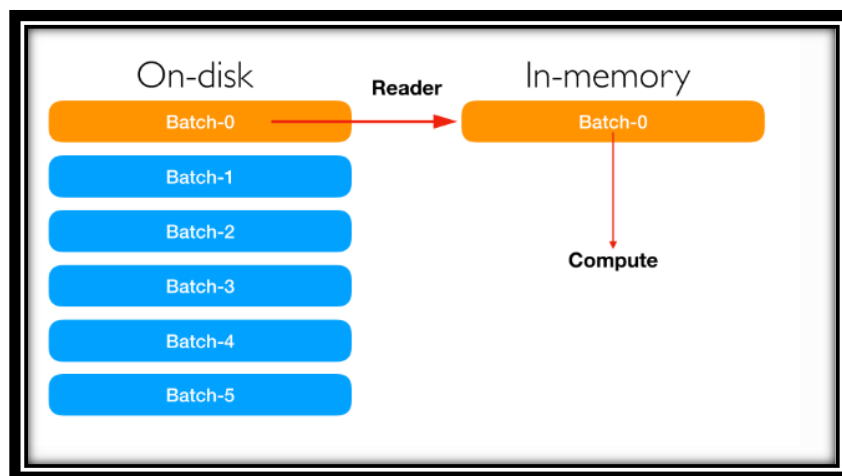 On-disk
Reader
In-memory
Batch-0
Batch-0
Batch-1
Batch-2
Compute
Batch-3
Batch-4
Batch-5